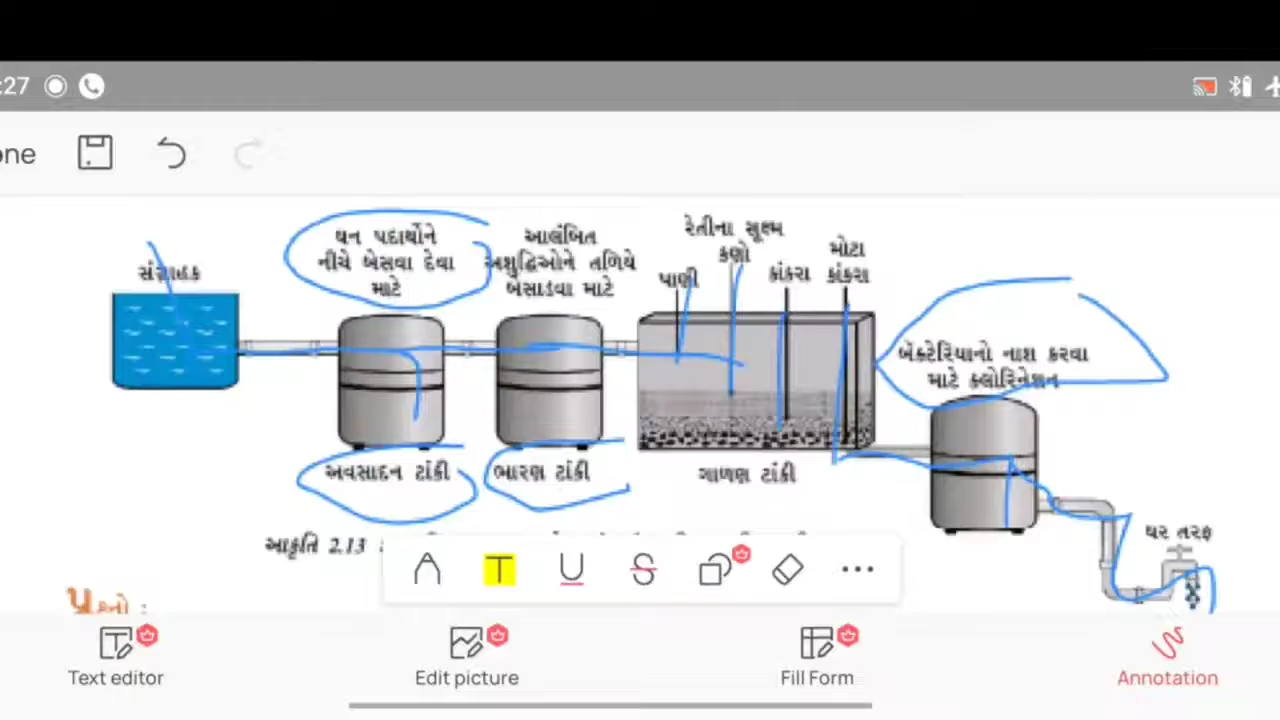 :27
one
ઘન પદાર્થોને
નીચે બેસવા દેવા
માટે
આલંબિત
અશુદ્ધિઓને તળિયે
બેસાડવા માટે
રેતીના સૂક્ષ્મ
કણો
પાણી
કાંકરા
મોટા
કાંકરા
સંગ્રાહક
બૅક્ટેરિયાનો નાશ કરવા
માટે ક્લોરિનેશન
અવસાદન ટાંકી
ભારણ ટાંકી
ગાળણ ટાંકી
ઘર તરફ
આકૃતિ 2.13 :
પ્રશ્નો :
Text editor
Edit picture
Fill Form
Annotation